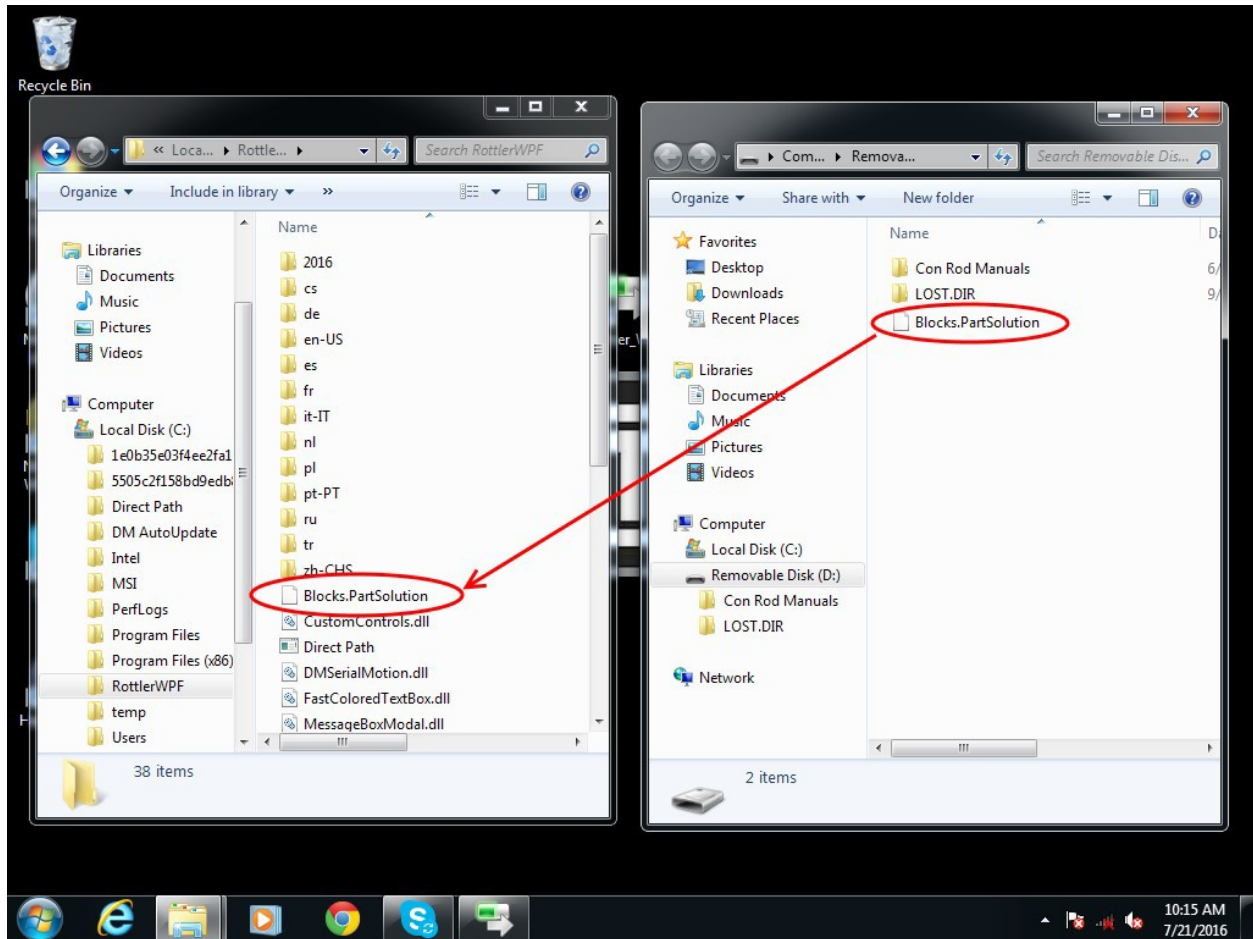 Recycle Bin
« Loca... Rottle...
Search RottlerWPF
Organize
Include in library
»
Libraries
Documents
Music
Pictures
Videos
Computer
Local Disk (C:)
1e0b35e03f4ee2fa1
5505c2f158bd9edb
Direct Path
DM AutoUpdate
Intel
MSI
PerfLogs
Program Files
Program Files (x86)
RottlerWPF
temp
Users
Name
2016
cs
de
en-US
es
fr
it-IT
nl
pl
pt-PT
ru
tr
zh-CHS
Blocks.PartSolution
CustomControls.dll
Direct Path
DMSerialMotion.dll
FastColoredTextBox.dll
MessageBoxModal.dll
38 items
Com... Remova...
Search Removable Dis...
Organize
Share with
New folder
Favorites
Desktop
Downloads
Recent Places
Libraries
Documents
Music
Pictures
Videos
Computer
Local Disk (C:)
Removable Disk (D:)
Con Rod Manuals
LOST.DIR
Network
Name
Con Rod Manuals
LOST.DIR
Blocks.PartSolution
2 items
10:15 AM
7/21/2016